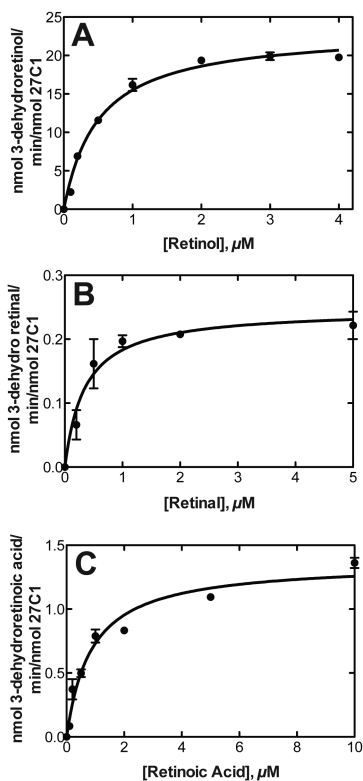 A
nmol 3-dehydroretinol/
min/nmol 27C1
25
20
15
10
5
0
0 1 2 3 4
[Retinol], µM
B
nmol 3-dehydro retinal/
min/nmol 27C1
0.3
0.2
0.1
0.0
0 1 2 3 4 5
[Retinal], µM
C
nmol 3-dehydroretinoic acid/
min/nmol 27C1
1.5
1.0
0.5
0.0
0 2 4 6 8 10
[Retinoic Acid], µM